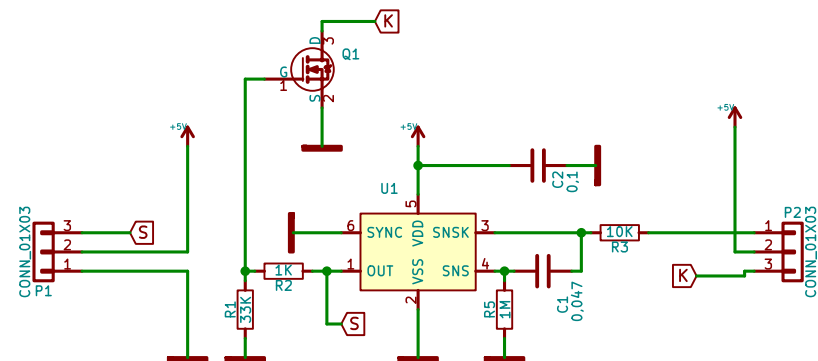 K
D
3
Q1
G
1
S
2
+5V
+5V
+5V
C2
0,1
U1
5
P2
CONN_01X03
3
S
2
1
P1
6
SYNC
VDD
SNSK
3
10K
R3
1
2
3
CONN_01X03
1K
R2
1
OUT
VSS
SNS
4
C1
0,047
K
R1
33K
S
2
R5
1M